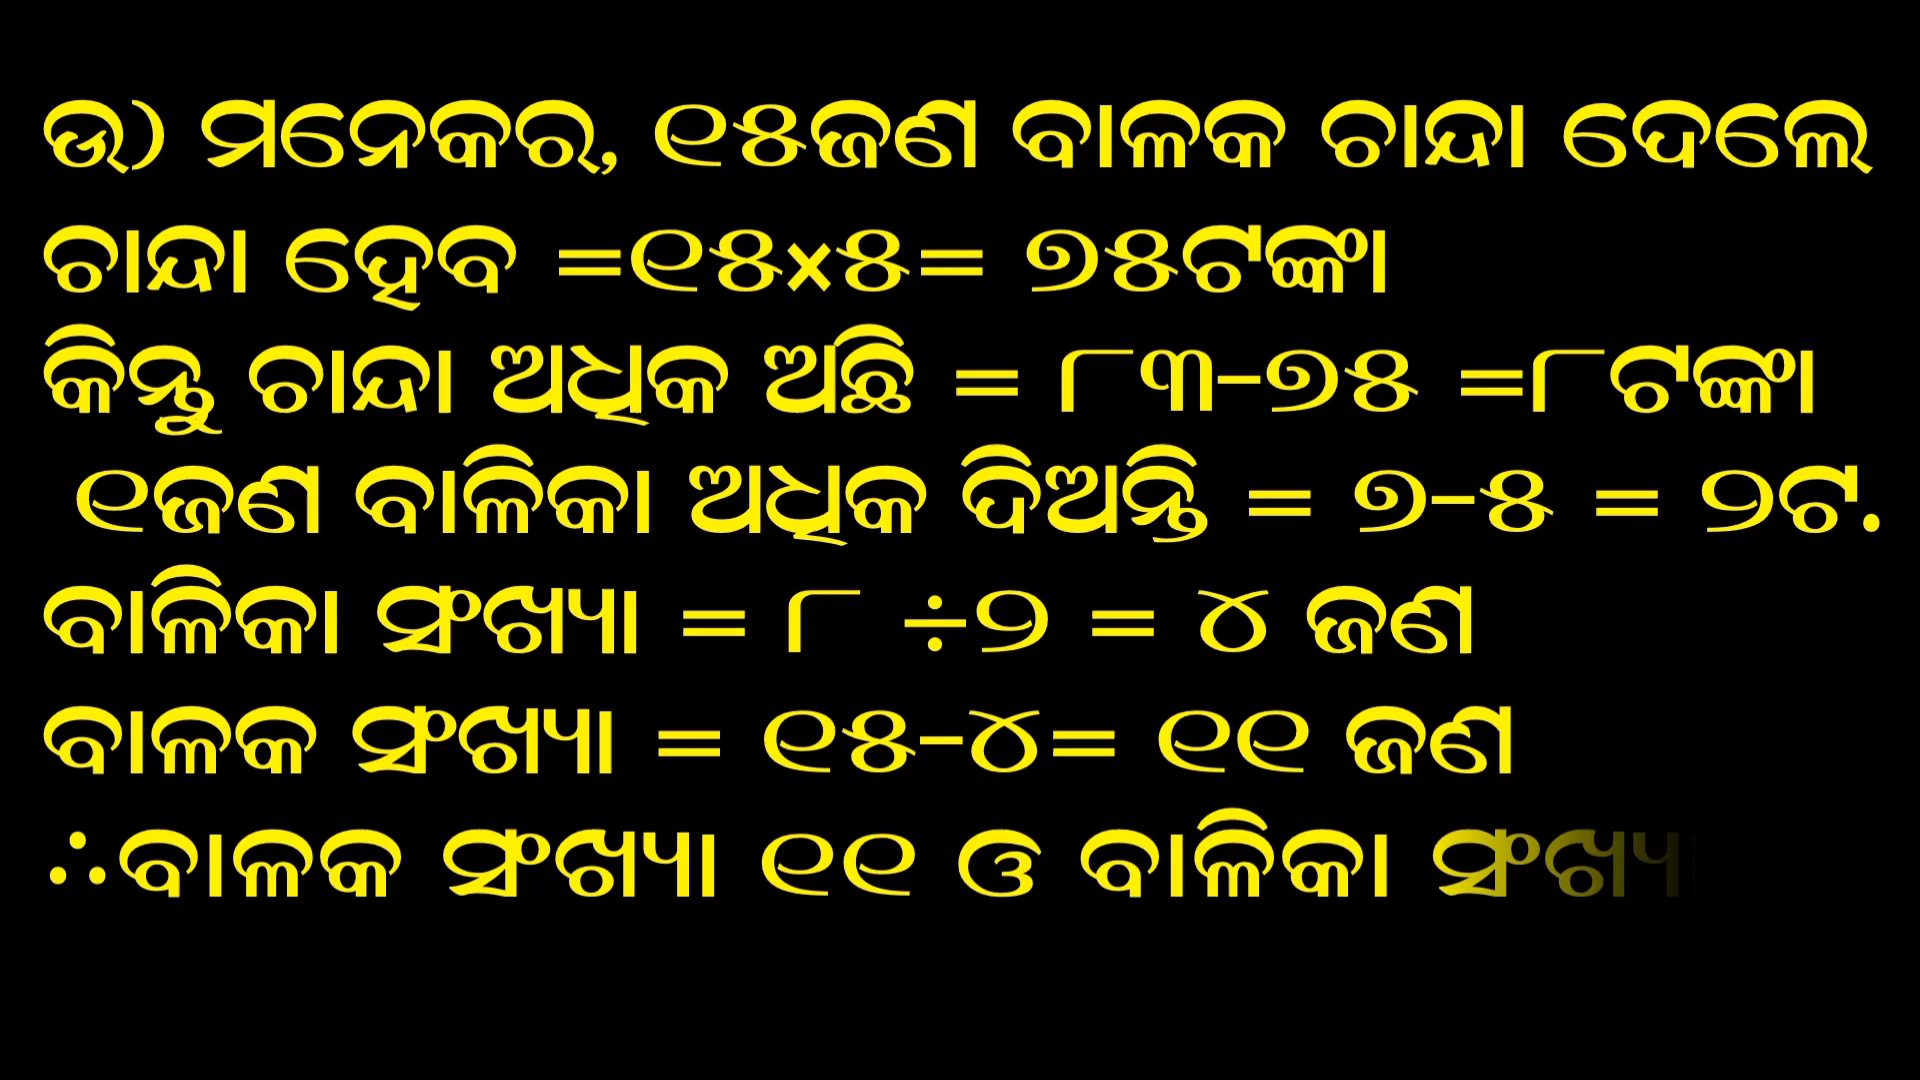 ଉ) ମନେକର, ୧୫ଜଣ ବାଳକ ଚାନ୍ଦା ଦେଲେ
ଚାନ୍ଦା ହେବ =୧୫×୫= ୭୫ଟଙ୍କା
କିନ୍ତୁ ଚାନ୍ଦା ଅଧିକ ଅଛି = ୮୩-୭୫ =୮ଟଙ୍କା
୧ଜଣ ବାଳିକା ଅଧିକ ଦିଅନ୍ତି = ୭-୫ = ୨ଟ.
ବାଳିକା ସଂଖ୍ୟା = ୮ ÷୨ = ୪ ଜଣ
ବାଳକ ସଂଖ୍ୟା = ୧୫-୪= ୧୧ ଜଣ
∴ବାଳକ ସଂଖ୍ୟା ୧୧ ଓ ବାଳିକା ସଂଖ୍ୟା